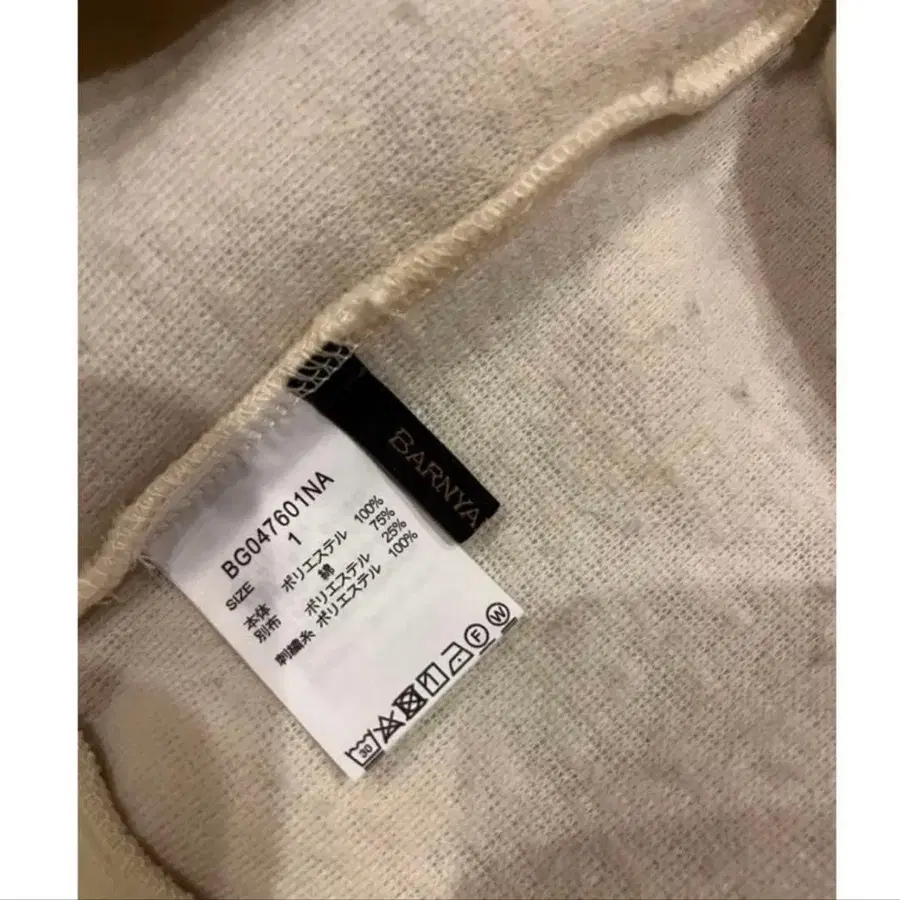 BARNYA
BG047601NA
SIZE 1
本体 ポリエステル 100%
別布 綿 75%
ポリエステル 25%
刺繍糸 ポリエステル 100%
30
F
W